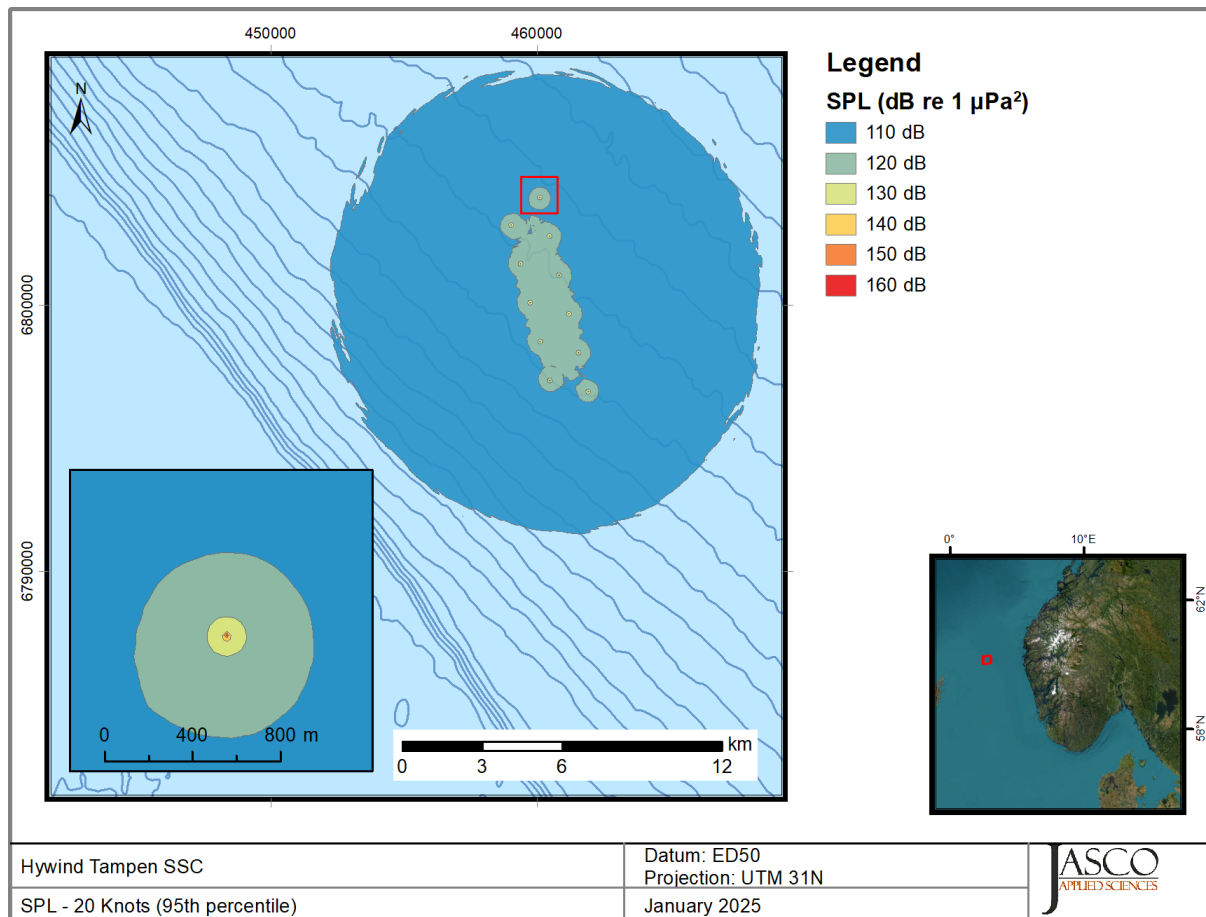 450000
460000
6800000
6790000
N
0
400
800 m
km
0
3
6
12
Legend
SPL (dB re 1 µPa²)
110 dB
120 dB
130 dB
140 dB
150 dB
160 dB
0°
10°E
62°N
58°N
Hywind Tampen SSC
Datum: ED50
Projection: UTM 31N
SPL - 20 Knots (95th percentile)
January 2025
JASCO
APPLIED SCIENCES